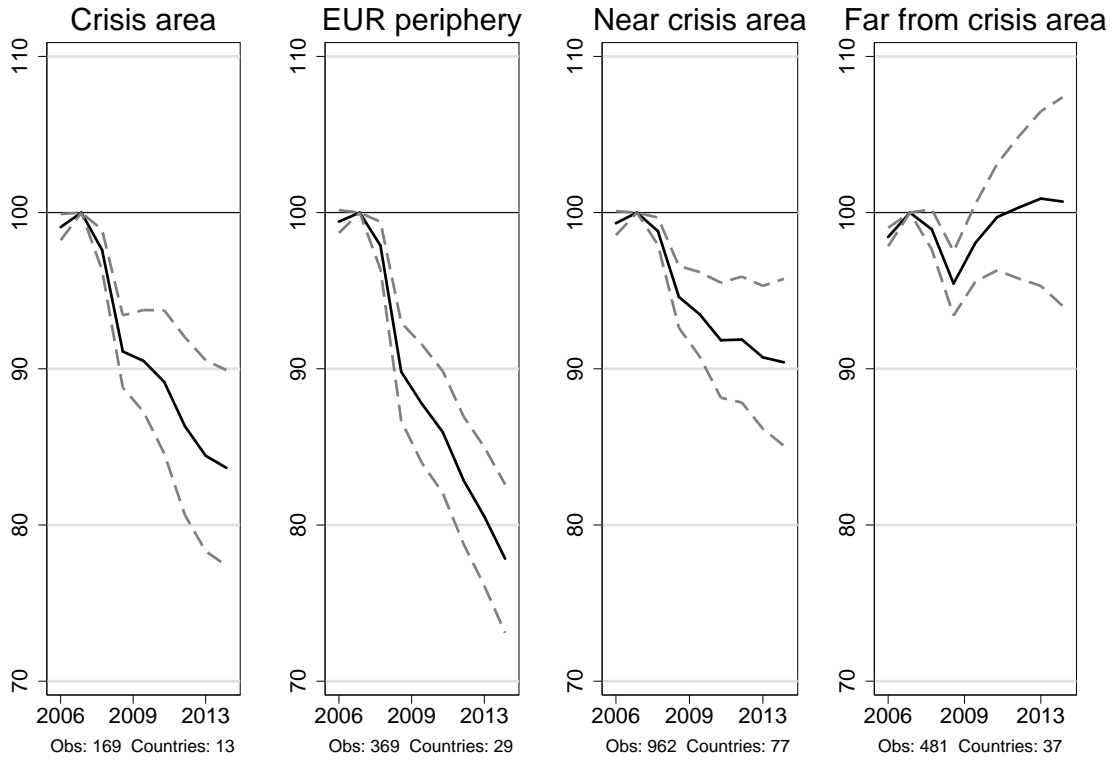 Crisis area
110
100
90
80
70
2006 2009 2013
Obs: 169 Countries: 13
EUR periphery
110
100
90
80
70
2006 2009 2013
Obs: 369 Countries: 29
Near crisis area
110
100
90
80
70
2006 2009 2013
Obs: 962 Countries: 77
Far from crisis area
110
100
90
80
70
2006 2009 2013
Obs: 481 Countries: 37